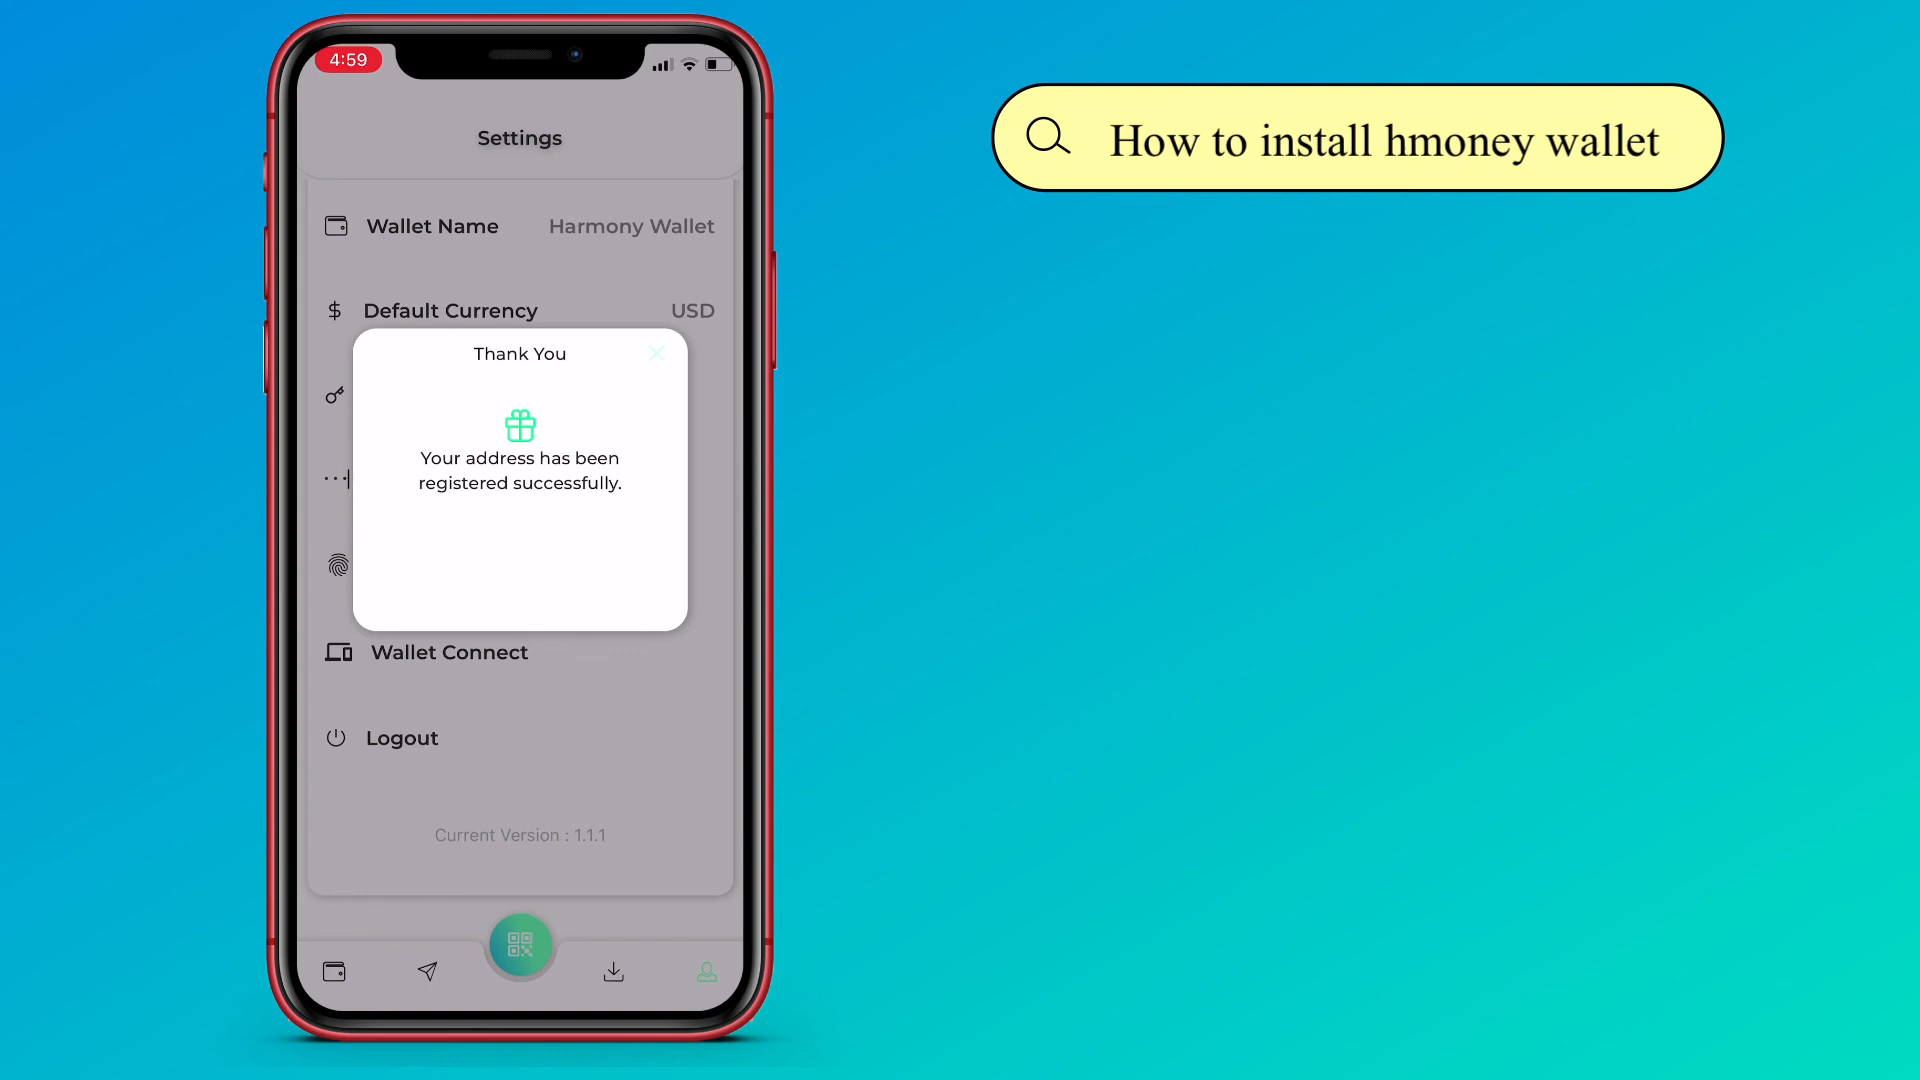 4:59
How to install hmoney wallet
Settings
Wallet Name Harmony Wallet
Default Currency USD
Thank You
Your address has been
registered successfully.
Wallet Connect
Logout
Current Version : 1.1.1